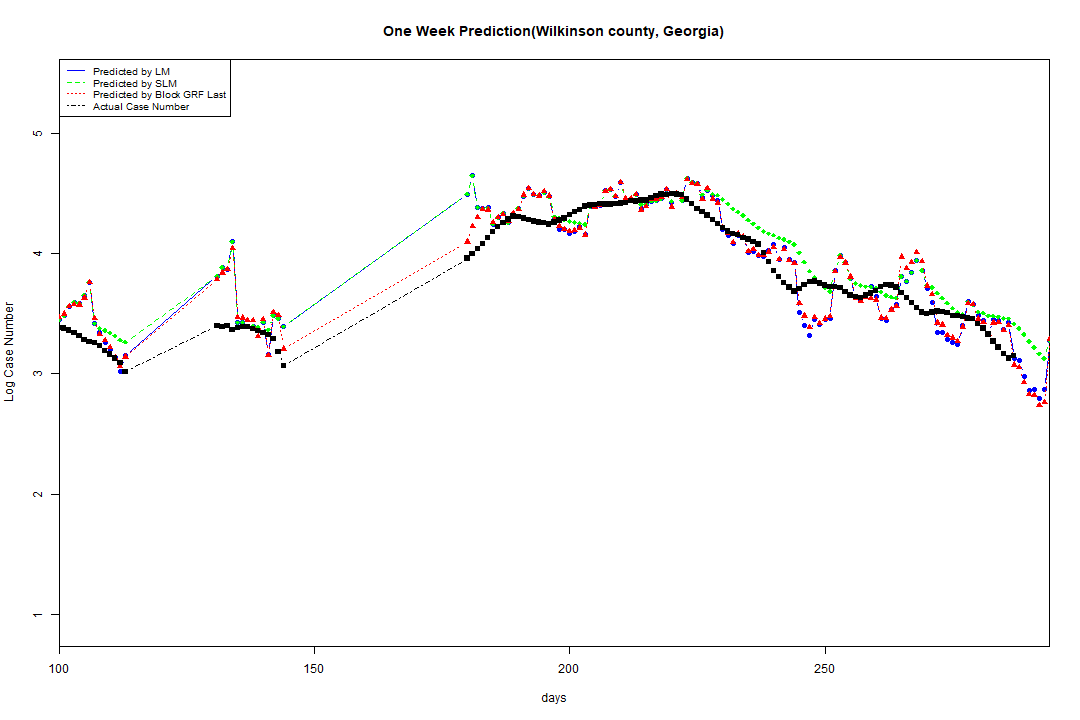 One Week Prediction(Wilkinson county, Georgia)
Predicted by LM
Predicted by SLM
Predicted by Block GRF Last
Actual Case Number
5
4
3
2
1
Log Case Number
100 150 200 250
days